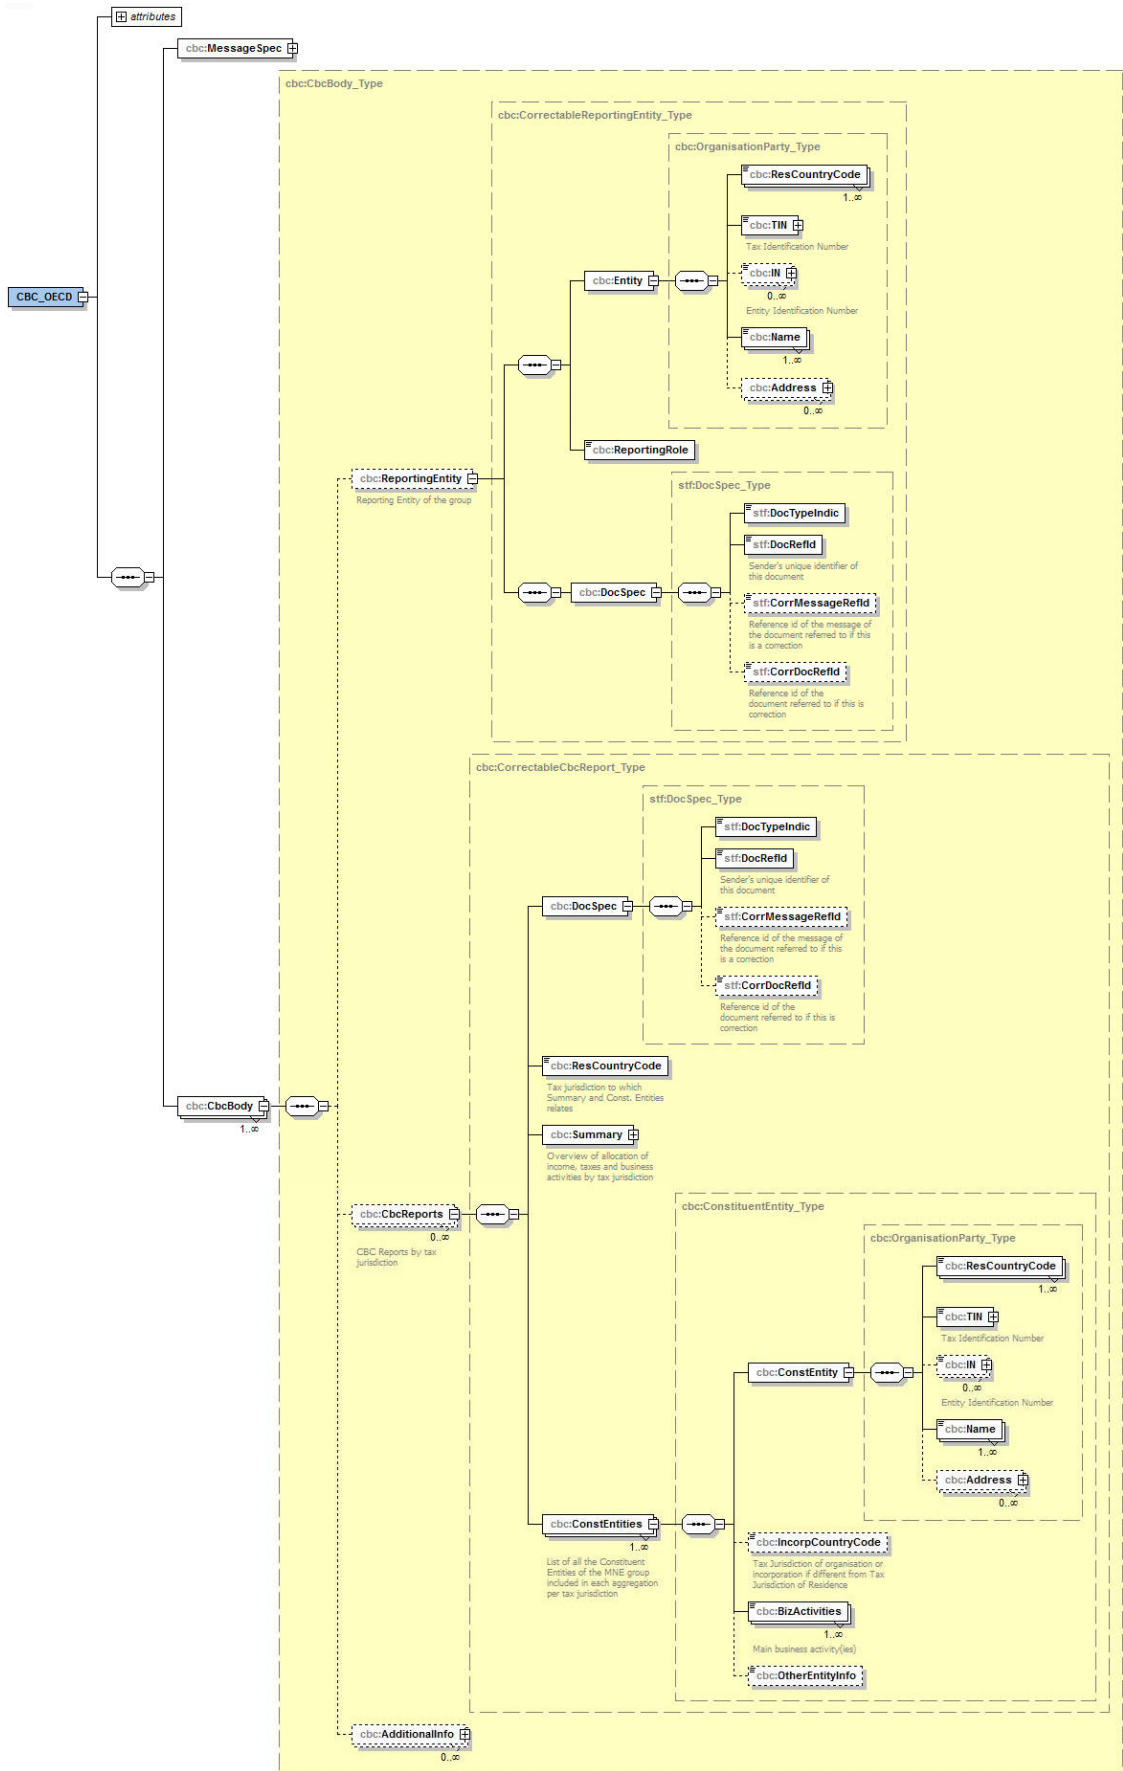 attributes
cbc:MessageSpec
cbc:CbcBody_Type
cbc:CorrectableReportingEntity_Type
cbc:OrganisationParty_Type
cbc:ResCountryCode
1..∞
cbc:TIN
Tax Identification Number
cbc:IN
0..∞
Entity Identification Number
cbc:Entity
CBC_OECD
cbc:Name
1..∞
cbc:Address
0..∞
cbc:ReportingRole
cbc:ReportingEntity
Reporting Entity of the group
stf:DocSpec_Type
stf:DocTypeIndic
stf:DocRefId
Sender's unique identifier of
this document
cbc:DocSpec
stf:CorrMessageRefId
Reference id of the message of
the document referred to if this
is a correction
stf:CorrDocRefId
Reference id of the
document referred to if this is
correction
cbc:CorrectableCbcReport_Type
stf:DocSpec_Type
stf:DocTypeIndic
stf:DocRefId
Sender's unique identifier of
this document
cbc:DocSpec
stf:CorrMessageRefId
Reference id of the message of
the document referred to if this
is a correction
stf:CorrDocRefId
Reference id of the
document referred to if this is
correction
cbc:ResCountryCode
Tax jurisdiction to which
Summary and Const. Entities
relates
cbc:CbcBody
1..∞
cbc:Summary
Overview of allocation of
income, taxes and business
activities by tax jurisdiction
cbc:CbcReports
0..∞
CBC Reports by tax
jurisdiction
cbc:ConstituentEntity_Type
cbc:OrganisationParty_Type
cbc:ResCountryCode
1..∞
cbc:TIN
Tax Identification Number
cbc:IN
0..∞
Entity Identification Number
cbc:ConstEntity
cbc:Name
1..∞
cbc:Address
0..∞
cbc:ConstEntities
1..∞
List of all the Constituent
Entities of the MNE group
included in each aggregation
per tax jurisdiction
cbc:IncorpCountryCode
Tax Jurisdiction of organisation or
incorporation if different from Tax
Jurisdiction of Residence
cbc:BizActivities
1..∞
Main business activity(ies)
cbc:OtherEntityInfo
cbc:AdditionalInfo
0..∞